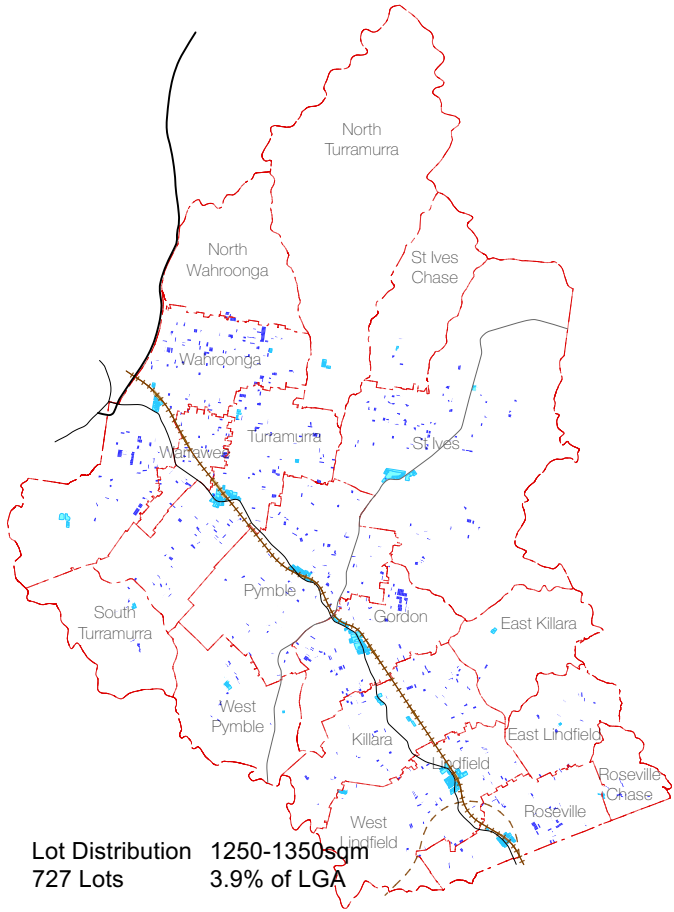 North
Turramurra
North
Wahroonga
St Ives
Chase
Wahroonga
Turramurra
Warrawee
St Ives
Pymble
Gordon
South
Turramurra
East Killara
West
Pymble
Killara
East Lindfield
Lindfield
Roseville
Chase
Roseville
West
Lindfield
Lot Distribution 1250-1350sqm
727 Lots 3.9% of LGA